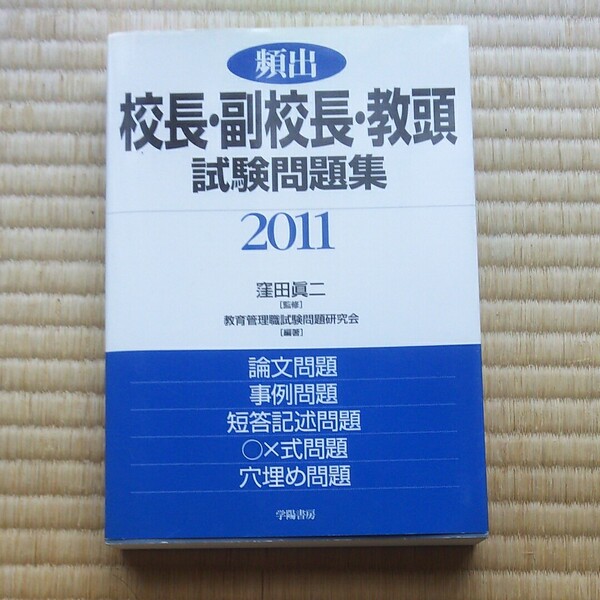 頻出
校長・副校長・教頭
試験問題集
2011
窪田眞二
[監修]
教育管理職試験問題研究会
[編著]
論文問題
事例問題
短答記述問題
○×式問題
穴埋め問題
学陽書房